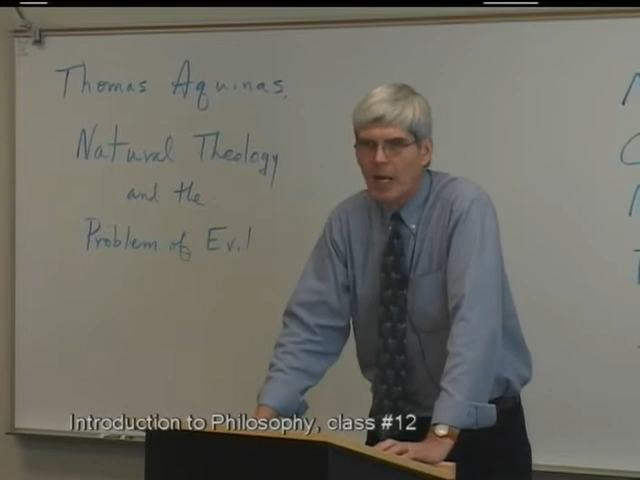 Thomas Aquinas,
Natural Theology
and the
Problem of Evil
Introduction to Philosophy, class #12